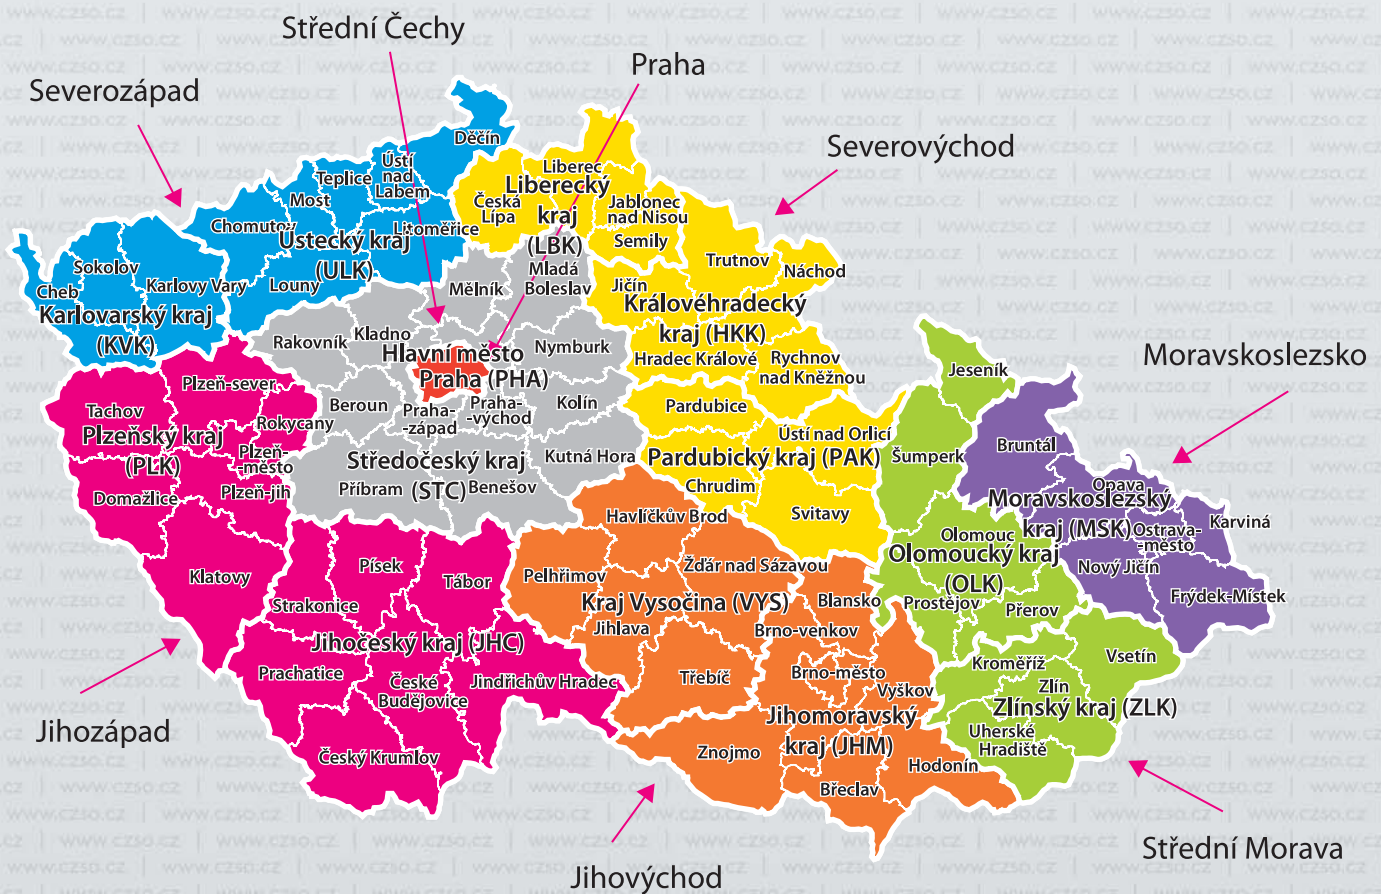 Střední Čechy
Praha
Severozápad
Severovýchod
Moravskoslezsko
Jihozápad
Jihovýchod
Střední Morava
Děčín
Ústí
nad
Labem
Teplice
Most
Chomutov
Litoměřice
Ústecký kraj
(ULK)
Louny
Sokolov
Cheb
Karlovy Vary
Karlovarský kraj
(KVK)
Liberec
Liberecký
kraj
(LBK)
Česká
Lípa
Jablonec
nad Nisou
Semily
Trutnov
Náchod
Jičín
Královéhradecký
kraj (HKK)
Hradec Králové
Rychnov
nad Kněžnou
Pardubice
Ústí nad Orlicí
Pardubický kraj (PAK)
Chrudim
Svitavy
Mělník
Mladá
Boleslav
Rakovník
Kladno
Nymburk
Hlavní město
Praha (PHA)
Beroun
Praha-
-západ
Praha-
-východ
Kolín
Kutná Hora
Středočeský kraj
(STC)
Příbram
Benešov
Plzeň-sever
Tachov
Rokycany
Plzeňský kraj
(PLK)
Plzeň-
-město
Plzeň-jih
Domažlice
Klatovy
Písek
Tábor
Strakonice
Jihočeský kraj (JHC)
Prachatice
České
Budějovice
Jindřichův Hradec
Český Krumlov
Havlíčkův Brod
Pelhřimov
Žďár nad Sázavou
Kraj Vysočina (VYS)
Jihlava
Třebíč
Blansko
Brno-venkov
Brno-město
Vyškov
Jihomoravský
kraj (JHM)
Znojmo
Hodonín
Břeclav
Jeseník
Šumperk
Olomouc
Olomoucký kraj
(OLK)
Prostějov
Přerov
Kroměříž
Vsetín
Zlín
Zlínský kraj (ZLK)
Uherské
Hradiště
Bruntál
Opava
Moravskoslezský
kraj (MSK)
Ostrava-
-město
Karviná
Nový Jičín
Frýdek-Místek
www.czso.cz